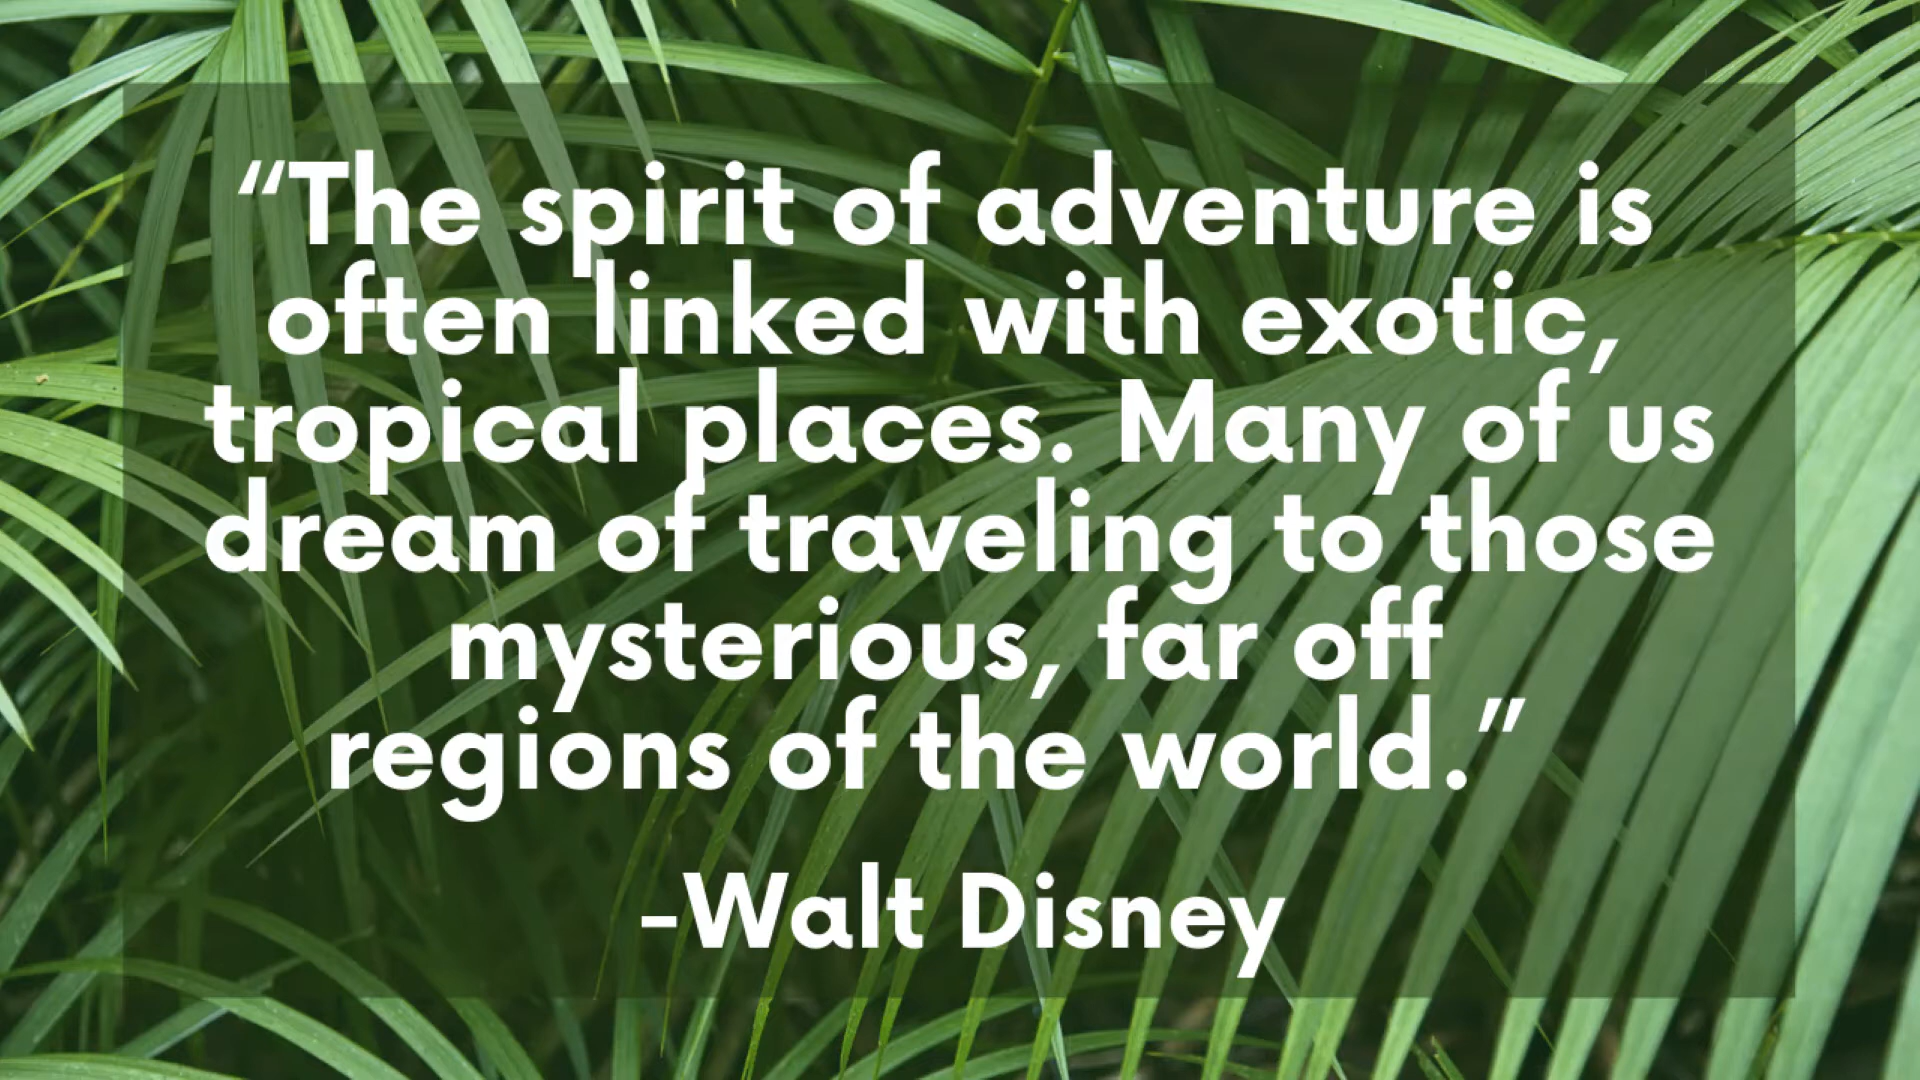 “The spirit of adventure is
often linked with exotic,
tropical places. Many of us
dream of traveling to those
mysterious, far off
regions of the world.”
-Walt Disney